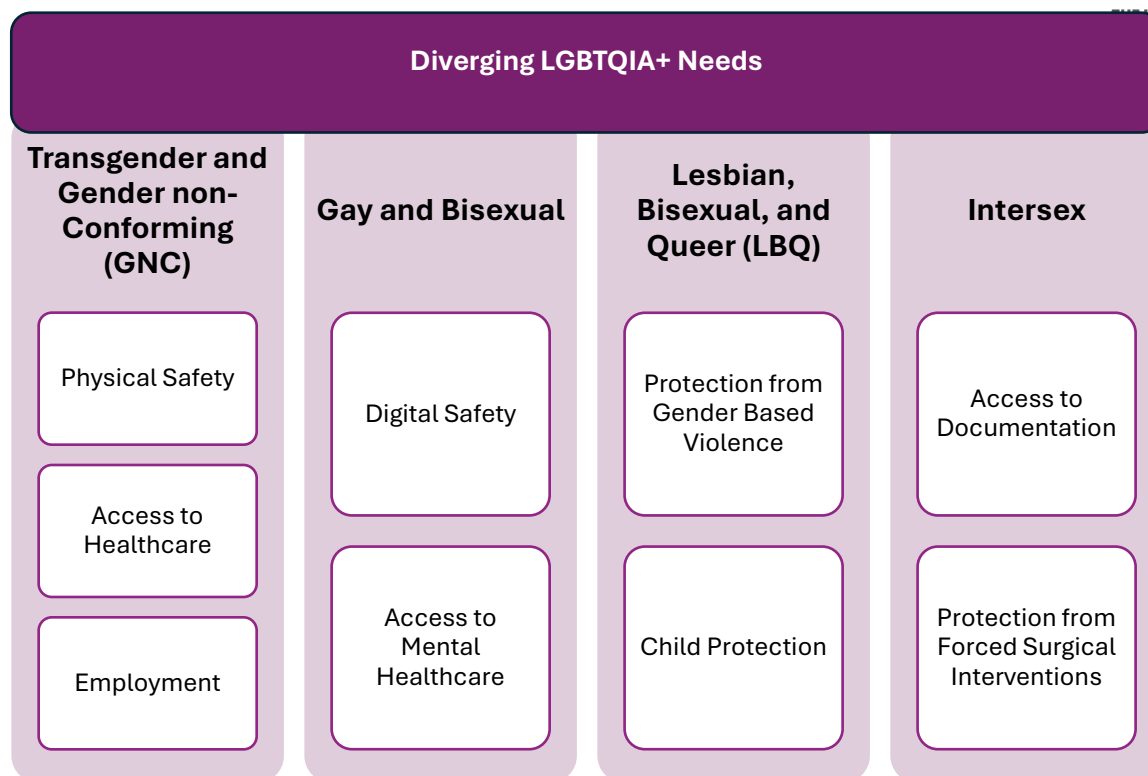 Diverging LGBTQIA+ Needs
Transgender and
Gender non-
Conforming
(GNC)
Physical Safety
Access to
Healthcare
Employment
Gay and Bisexual
Digital Safety
Access to
Mental
Healthcare
Lesbian,
Bisexual, and
Queer (LBQ)
Protection from
Gender Based
Violence
Child Protection
Intersex
Access to
Documentation
Protection from
Forced Surgical
Interventions